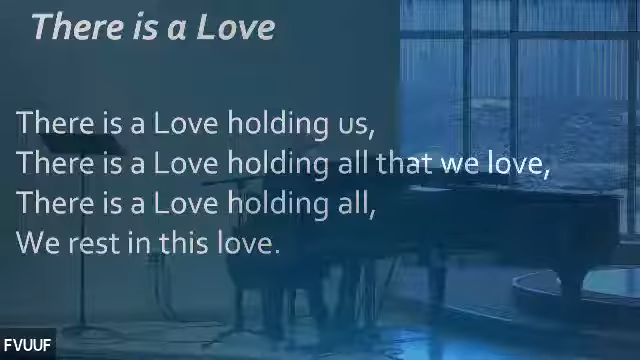 There is a Love
There is a Love holding us,
There is a Love holding all that we love,
There is a Love holding all,
We rest in this love.
FVUUF